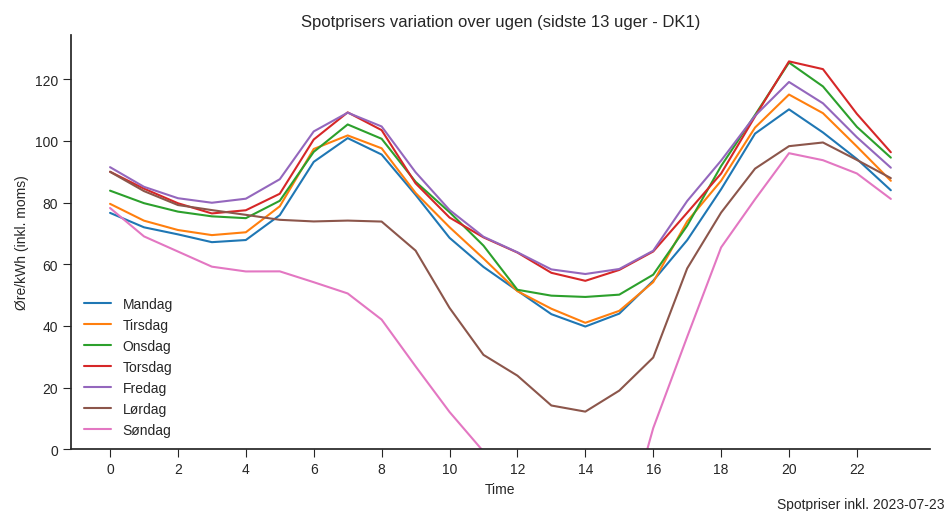 Spotprisers variation over ugen (sidste 13 uger - DK1)
Øre/kWh (inkl. moms)
120
100
80
60
40
20
0
Mandag
Tirsdag
Onsdag
Torsdag
Fredag
Lørdag
Søndag
0 2 4 6 8 10 12 14 16 18 20 22
Time
Spotpriser inkl. 2023-07-23